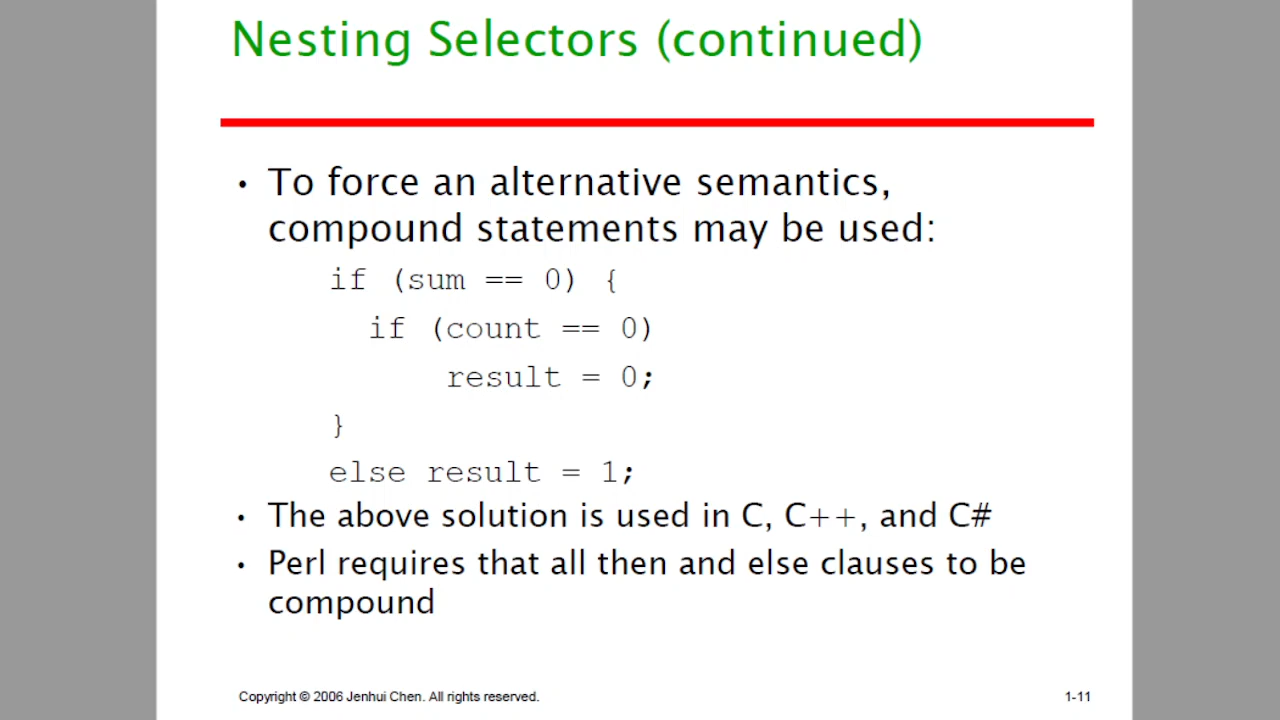 Nesting Selectors (continued)
• To force an alternative semantics,
compound statements may be used:
if (sum == 0) {
if (count == 0)
result = 0;
}
else result = 1;
• The above solution is used in C, C++, and C#
• Perl requires that all then and else clauses to be
compound
Copyright © 2006 Jenhui Chen. All rights reserved.
1-11